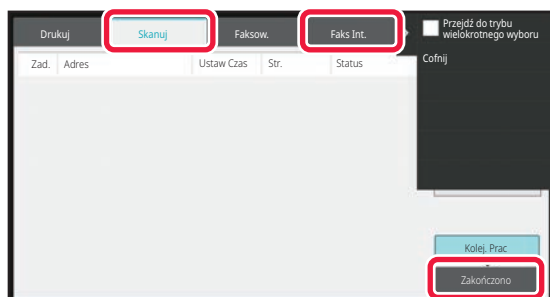 Drukuj Skanuj Faksow. Faks Int.
Przejdź do trybu
wielokrotnego wyboru
Cofnij
Zad. Adres Ustaw Czas Str. Status
Kolej. Prac
Zakończono